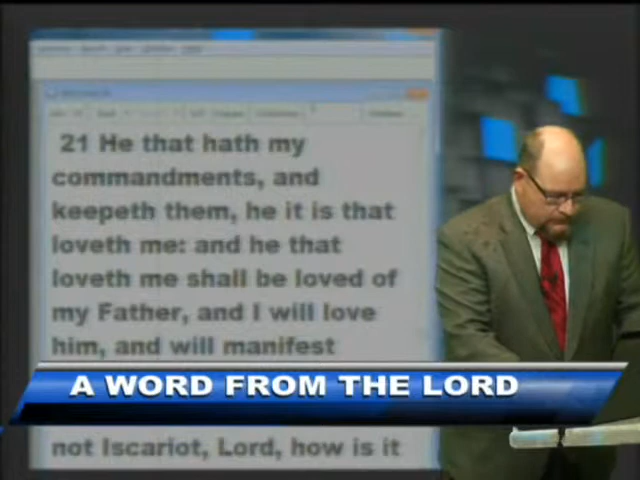 21 He that hath my
commandments, and
keepeth them, he it is that
loveth me: and he that
loveth me shall be loved of
my Father, and I will love
him, and will manifest
A WORD FROM THE LORD
not Iscariot, Lord, how is it